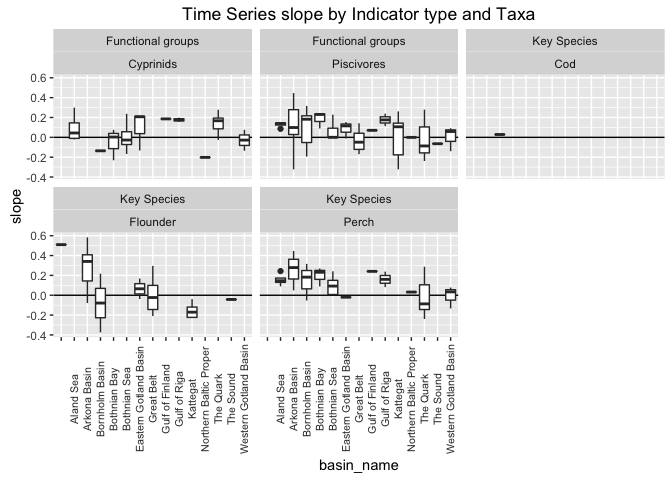 Time Series slope by Indicator type and Taxa
Functional groups
Functional groups
Key Species
Cyprinids
Piscivores
Cod
0.6
0.4
0.2
0.0
-0.2
-0.4
slope
Key Species
Key Species
Flounder
Perch
0.6
0.4
0.2
0.0
-0.2
-0.4
Aland Sea
Arkona Basin
Bornholm Basin
Bothnian Bay
Bothnian Sea
Eastern Gotland Basin
Great Belt
Gulf of Finland
Gulf of Riga
Kattegat
Northern Baltic Proper
The Quark
The Sound
Western Gotland Basin
Aland Sea
Arkona Basin
Bornholm Basin
Bothnian Bay
Bothnian Sea
Eastern Gotland Basin
Great Belt
Gulf of Finland
Gulf of Riga
Kattegat
Northern Baltic Proper
The Quark
The Sound
Western Gotland Basin
basin_name